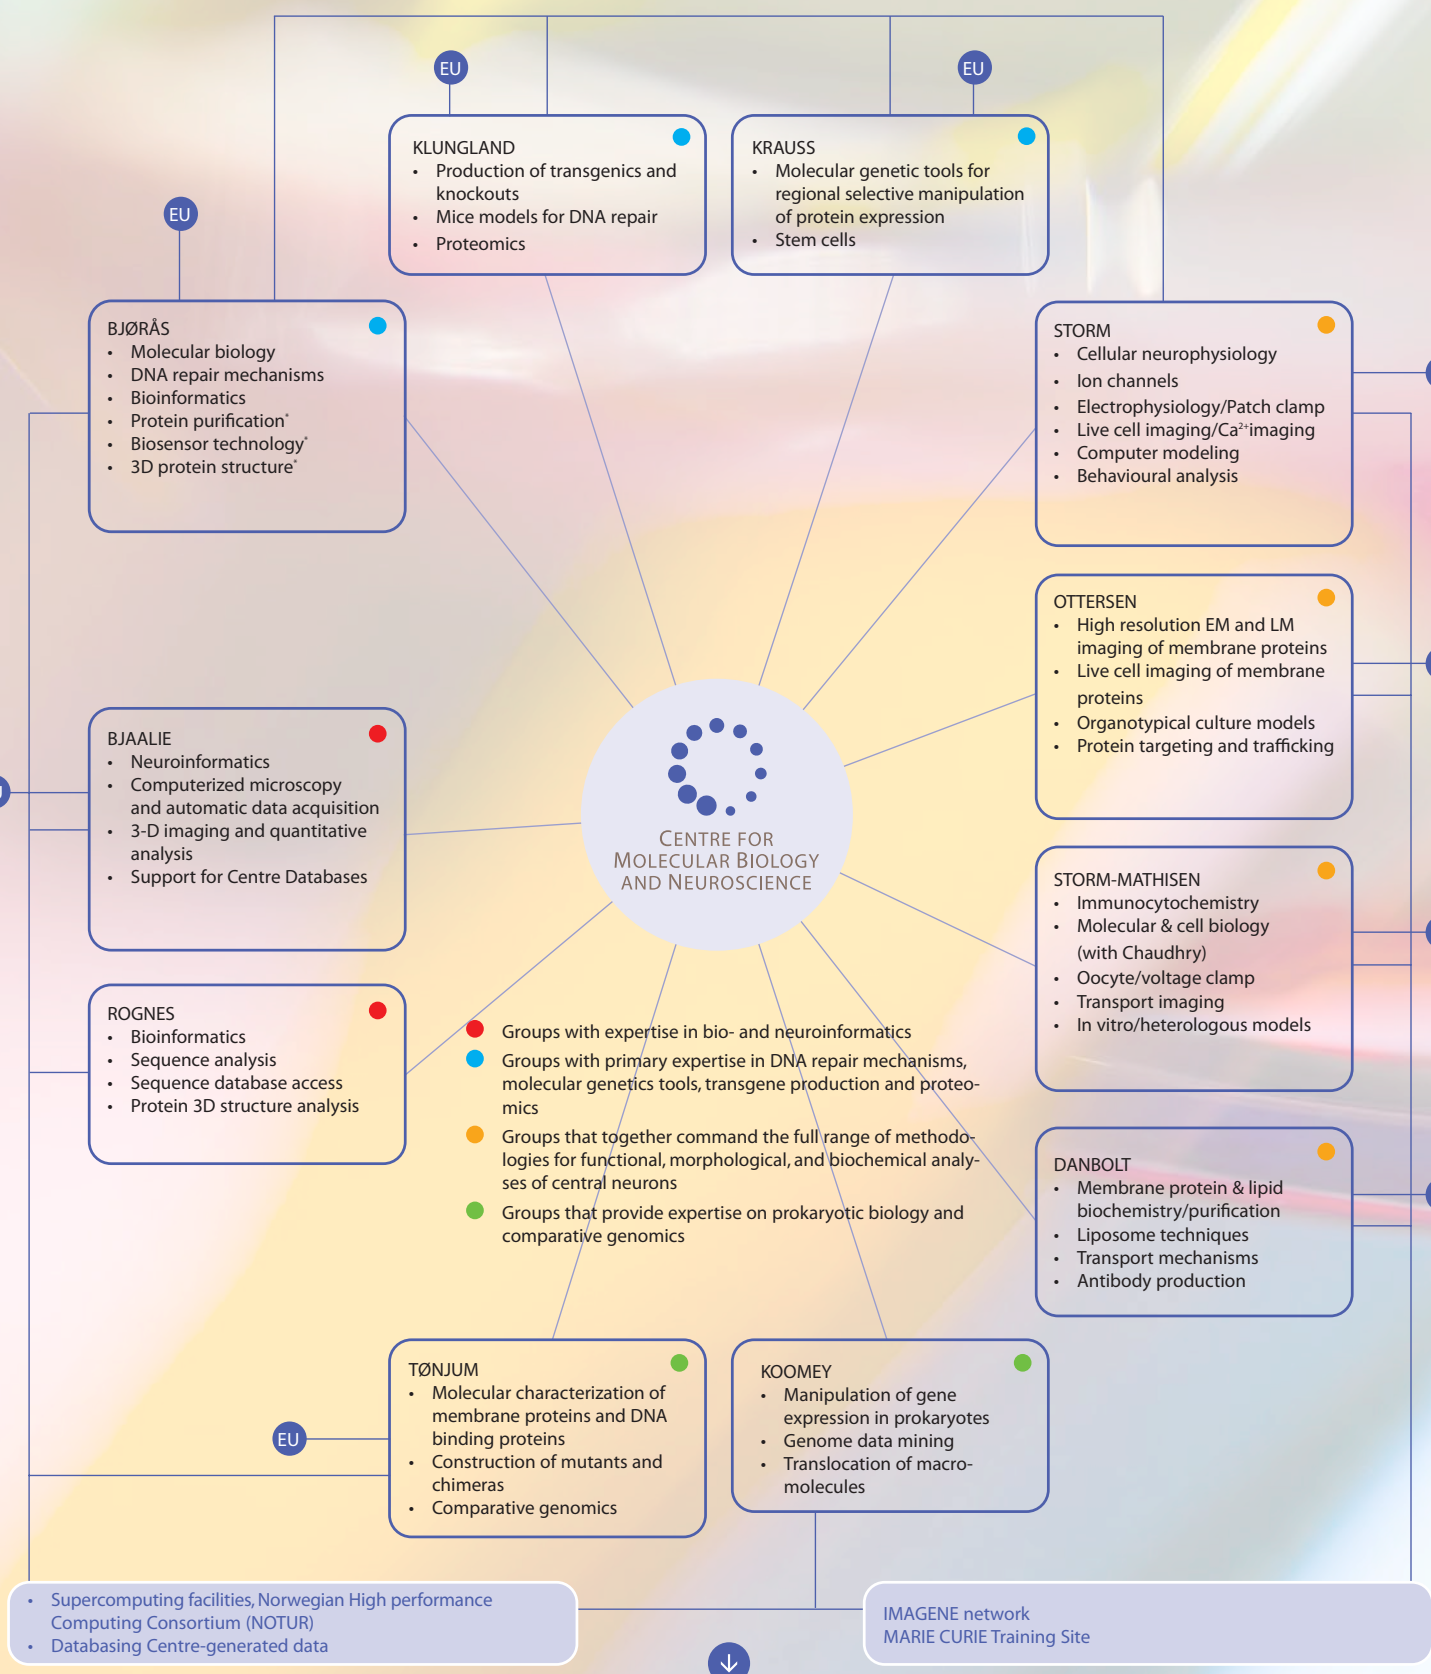 EU
EU
KLUNGLAND
• Production of transgenics and
knockouts
• Mice models for DNA repair
• Proteomics
KRAUSS
• Molecular genetic tools for
regional selective manipulation
of protein expression
• Stem cells
EU
BJØRÅS
• Molecular biology
• DNA repair mechanisms
• Bioinformatics
• Protein purification*
• Biosensor technology*
• 3D protein structure*
STORM
• Cellular neurophysiology
• Ion channels
• Electrophysiology/Patch clamp
• Live cell imaging/Ca²⁺imaging
• Computer modeling
• Behavioural analysis
OTTERSEN
• High resolution EM and LM
imaging of membrane proteins
• Live cell imaging of membrane
proteins
• Organotypical culture models
• Protein targeting and trafficking
BJAALIE
• Neuroinformatics
• Computerized microscopy
and automatic data acquisition
• 3-D imaging and quantitative
analysis
• Support for Centre Databases
CENTRE FOR
MOLECULAR BIOLOGY
AND NEUROSCIENCE
STORM-MATHISEN
• Immunocytochemistry
• Molecular & cell biology
(with Chaudhry)
• Oocyte/voltage clamp
• Transport imaging
• In vitro/heterologous models
ROGNES
• Bioinformatics
• Sequence analysis
• Sequence database access
• Protein 3D structure analysis
Groups with expertise in bio- and neuroinformatics
Groups with primary expertise in DNA repair mechanisms,
molecular genetics tools, transgene production and proteo-
mics
Groups that together command the full range of methodo-
logies for functional, morphological, and biochemical analy-
ses of central neurons
Groups that provide expertise on prokaryotic biology and
comparative genomics
DANBOLT
• Membrane protein & lipid
biochemistry/purification
• Liposome techniques
• Transport mechanisms
• Antibody production
EU
TØNJUM
• Molecular characterization of
membrane proteins and DNA
binding proteins
• Construction of mutants and
chimeras
• Comparative genomics
KOOMEY
• Manipulation of gene
expression in prokaryotes
• Genome data mining
• Translocation of macro-
molecules
• Supercomputing facilities, Norwegian High performance
Computing Consortium (NOTUR)
• Databasing Centre-generated data
IMAGENE network
MARIE CURIE Training Site